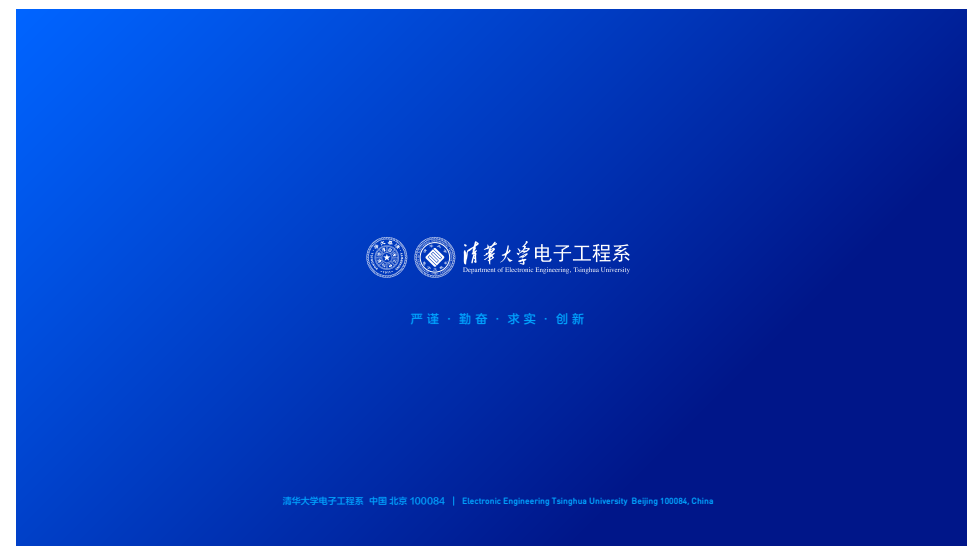 清华大学电子工程系
Department of Electronic Engineering, Tsinghua University
严谨 · 勤奋 · 求实 · 创新
清华大学电子工程系 中国 北京 100084 | Electronic Engineering Tsinghua University Beijing 100084, China